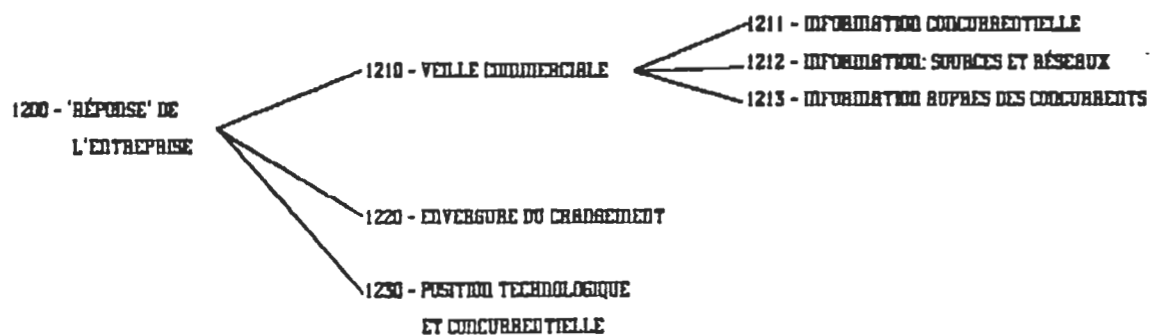 1200 - 'RÉPONSE' DE
L'ENTREPRISE
1210 - VEILLE COMMERCIALE
1211 - INFORMATION CONCURRENTIELLE
1212 - INFORMATION: SOURCES ET RÉSEAUX
1213 - INFORMATION AUPRES DES CONCURRENTS
1220 - ENVERGURE DU CHANGEMENT
1230 - POSITION TECHNOLOGIQUE
ET CONCURRENTIELLE